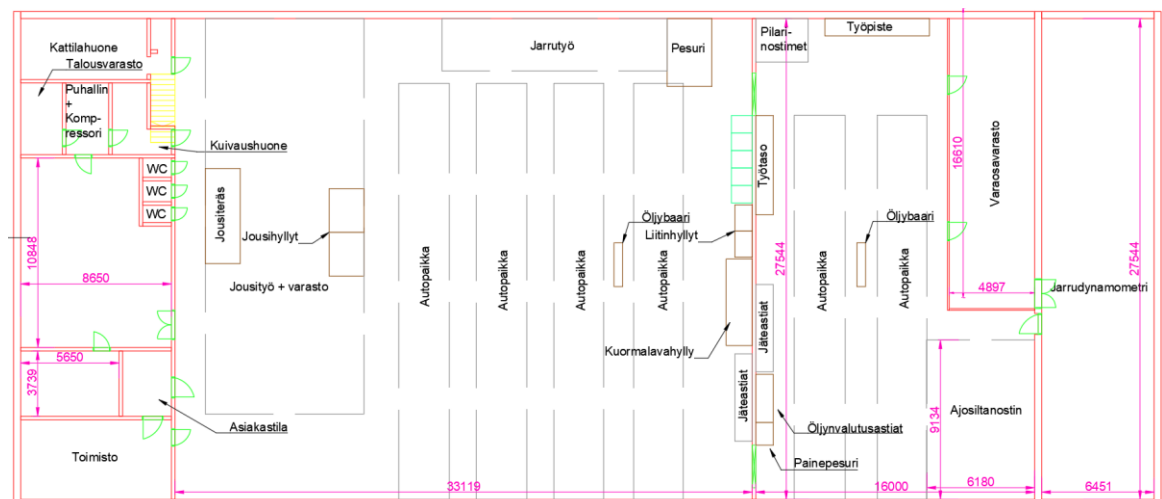 Kattilahuone
Talousvarasto
Puhallin
+
Komp-
ressori
Kuivaushuone
WC
WC
WC
10848
8650
5650
3739
Asiakastila
Toimisto
Jousiteräs
Jousihyllyt
Jousityö + varasto
Jarrutyö
Pesuri
Autopaikka
Autopaikka
Autopaikka
Autopaikka
Öljybaari
Liitinhyllyt
Kuormalavahylly
Jäteastiat
33119
Pilari-
nostimet
Työpiste
Työtaso
27544
Jäteastiat
Autopaikka
Autopaikka
Öljybaari
Öljynvalutusastiat
Painepesuri
16000
16610
Varaosavarasto
4897
9134
Ajosiltanostin
6180
27544
Jarrudynamometri
6451